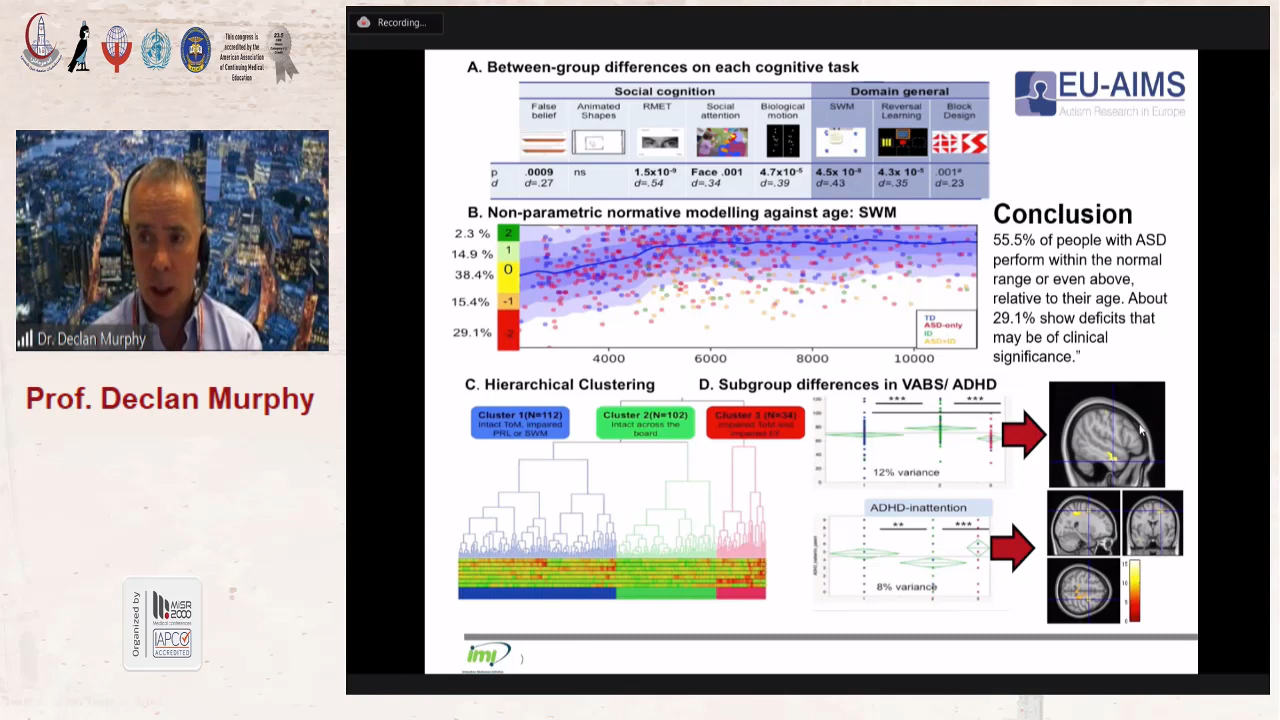 This congress is
accredited by the
American Association
of Continuing Medical
Education
Recording...
Dr. Declan Murphy
Prof. Declan Murphy
Organized by
MISR
2000
Medical conferences
IAPCO
ACCREDITED
A. Between-group differences on each cognitive task
EU-AIMS
Autism Research in Europe
Social cognition Domain general
False belief Animated Shapes RMET Social attention Biological motion SWM Reversal Learning Block Design
p .0009 ns 1.5x10⁻⁹ Face .001 4.7x10⁻⁵ 4.5x 10⁻⁸ 4.3x 10⁻⁵ .001#
d d=.27 d=.54 d=.34 d=.39 d=.43 d=.35 d=.23
B. Non-parametric normative modelling against age: SWM
2.3 % 2
14.9 % 1
38.4% 0
15.4% -1
29.1% -2
TD
ASD-only
ID
ASD+ID
4000 6000 8000 10000
Conclusion
55.5% of people with ASD
perform within the normal
range or even above,
relative to their age. About
29.1% show deficits that
may be of clinical
significance.”
C. Hierarchical Clustering
D. Subgroup differences in VABS/ ADHD
Cluster 1(N=112)
Intact ToM, impaired
PRL or SWM
Cluster 2(N=102)
Intact across the
board
Cluster 3 (N=34)
Impaired ToM and
impaired EF
*** ***
12% variance
ADHD-inattention
** ***
8% variance
imi )